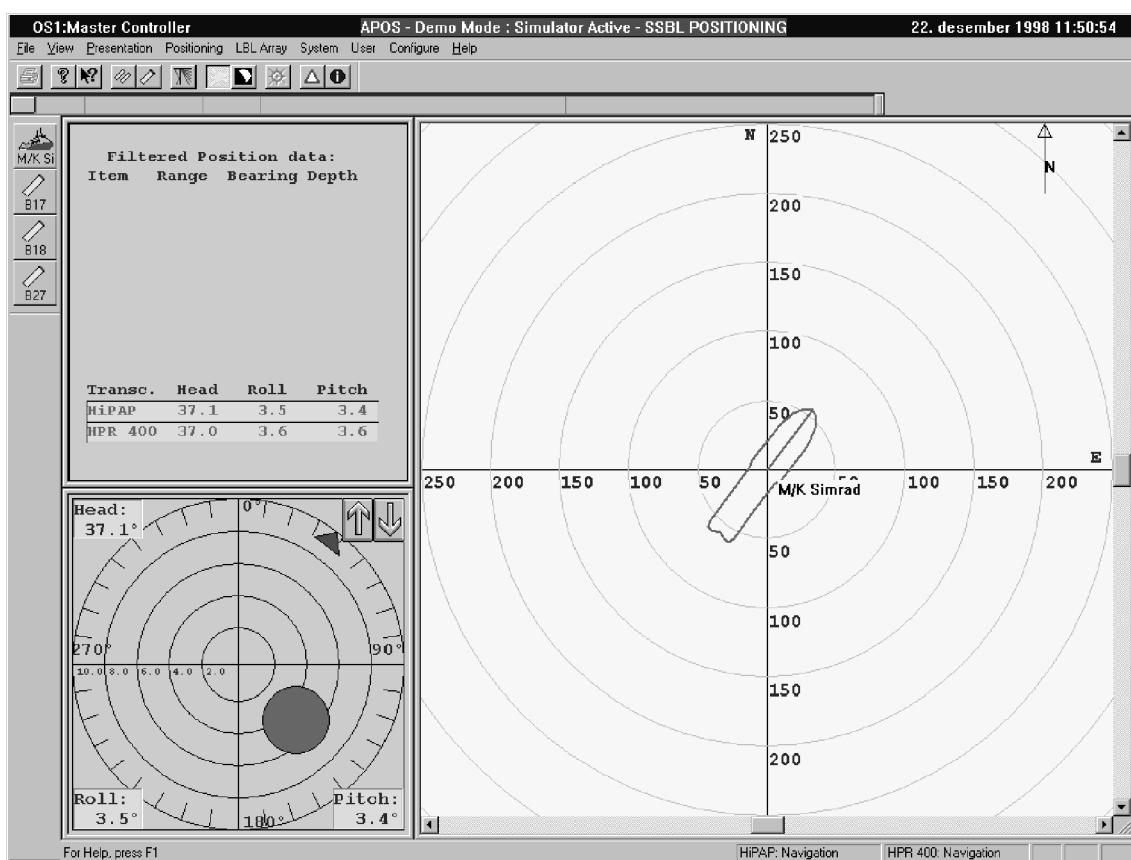 OS1:Master Controller APOS - Demo Mode : Simulator Active - SSBL POSITIONING 22. desember 1998 11:50:54
File View Presentation Positioning LBL Array System User Configure Help
M/K Si
B17
B18
B27
Filtered Position data:
Item Range Bearing Depth
Transc. Head Roll Pitch
HiPAP 37.1 3.5 3.4
HPR 400 37.0 3.6 3.6
Head:
37.1°
0°
270°
90°
10.0 8.0 6.0 4.0 2.0
Roll:
3.5°
180°
Pitch:
3.4°
N 250
N
200
150
100
50
E
250 200 150 100 50 100 150 200
M/K Simrad
50
100
150
200
For Help, press F1 HiPAP: Navigation HPR 400: Navigation